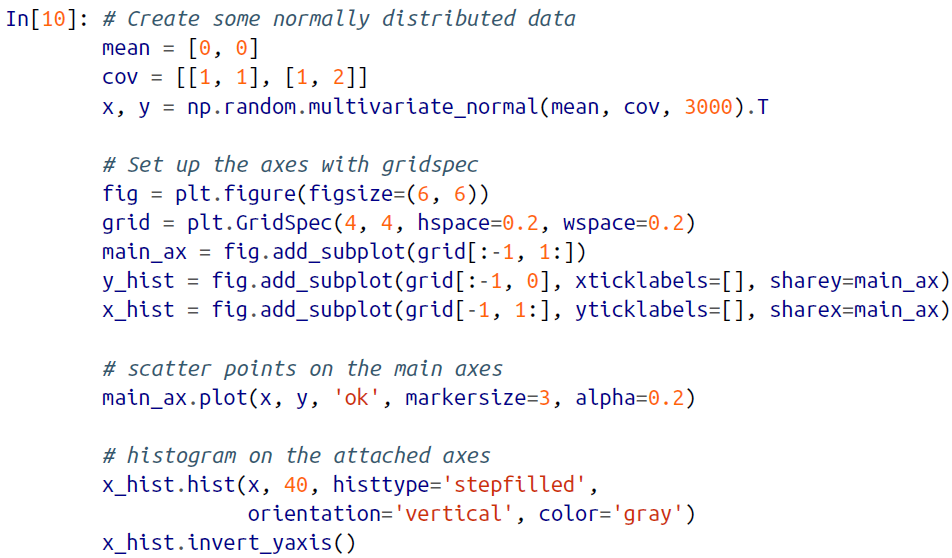 In[10]: # Create some normally distributed data
mean = [0, 0]
cov = [[1, 1], [1, 2]]
x, y = np.random.multivariate_normal(mean, cov, 3000).T
# Set up the axes with gridspec
fig = plt.figure(figsize=(6, 6))
grid = plt.GridSpec(4, 4, hspace=0.2, wspace=0.2)
main_ax = fig.add_subplot(grid[:-1, 1:])
y_hist = fig.add_subplot(grid[:-1, 0], xticklabels=[], sharey=main_ax)
x_hist = fig.add_subplot(grid[-1, 1:], yticklabels=[], sharex=main_ax)
# scatter points on the main axes
main_ax.plot(x, y, 'ok', markersize=3, alpha=0.2)
# histogram on the attached axes
x_hist.hist(x, 40, histtype='stepfilled',
orientation='vertical', color='gray')
x_hist.invert_yaxis()